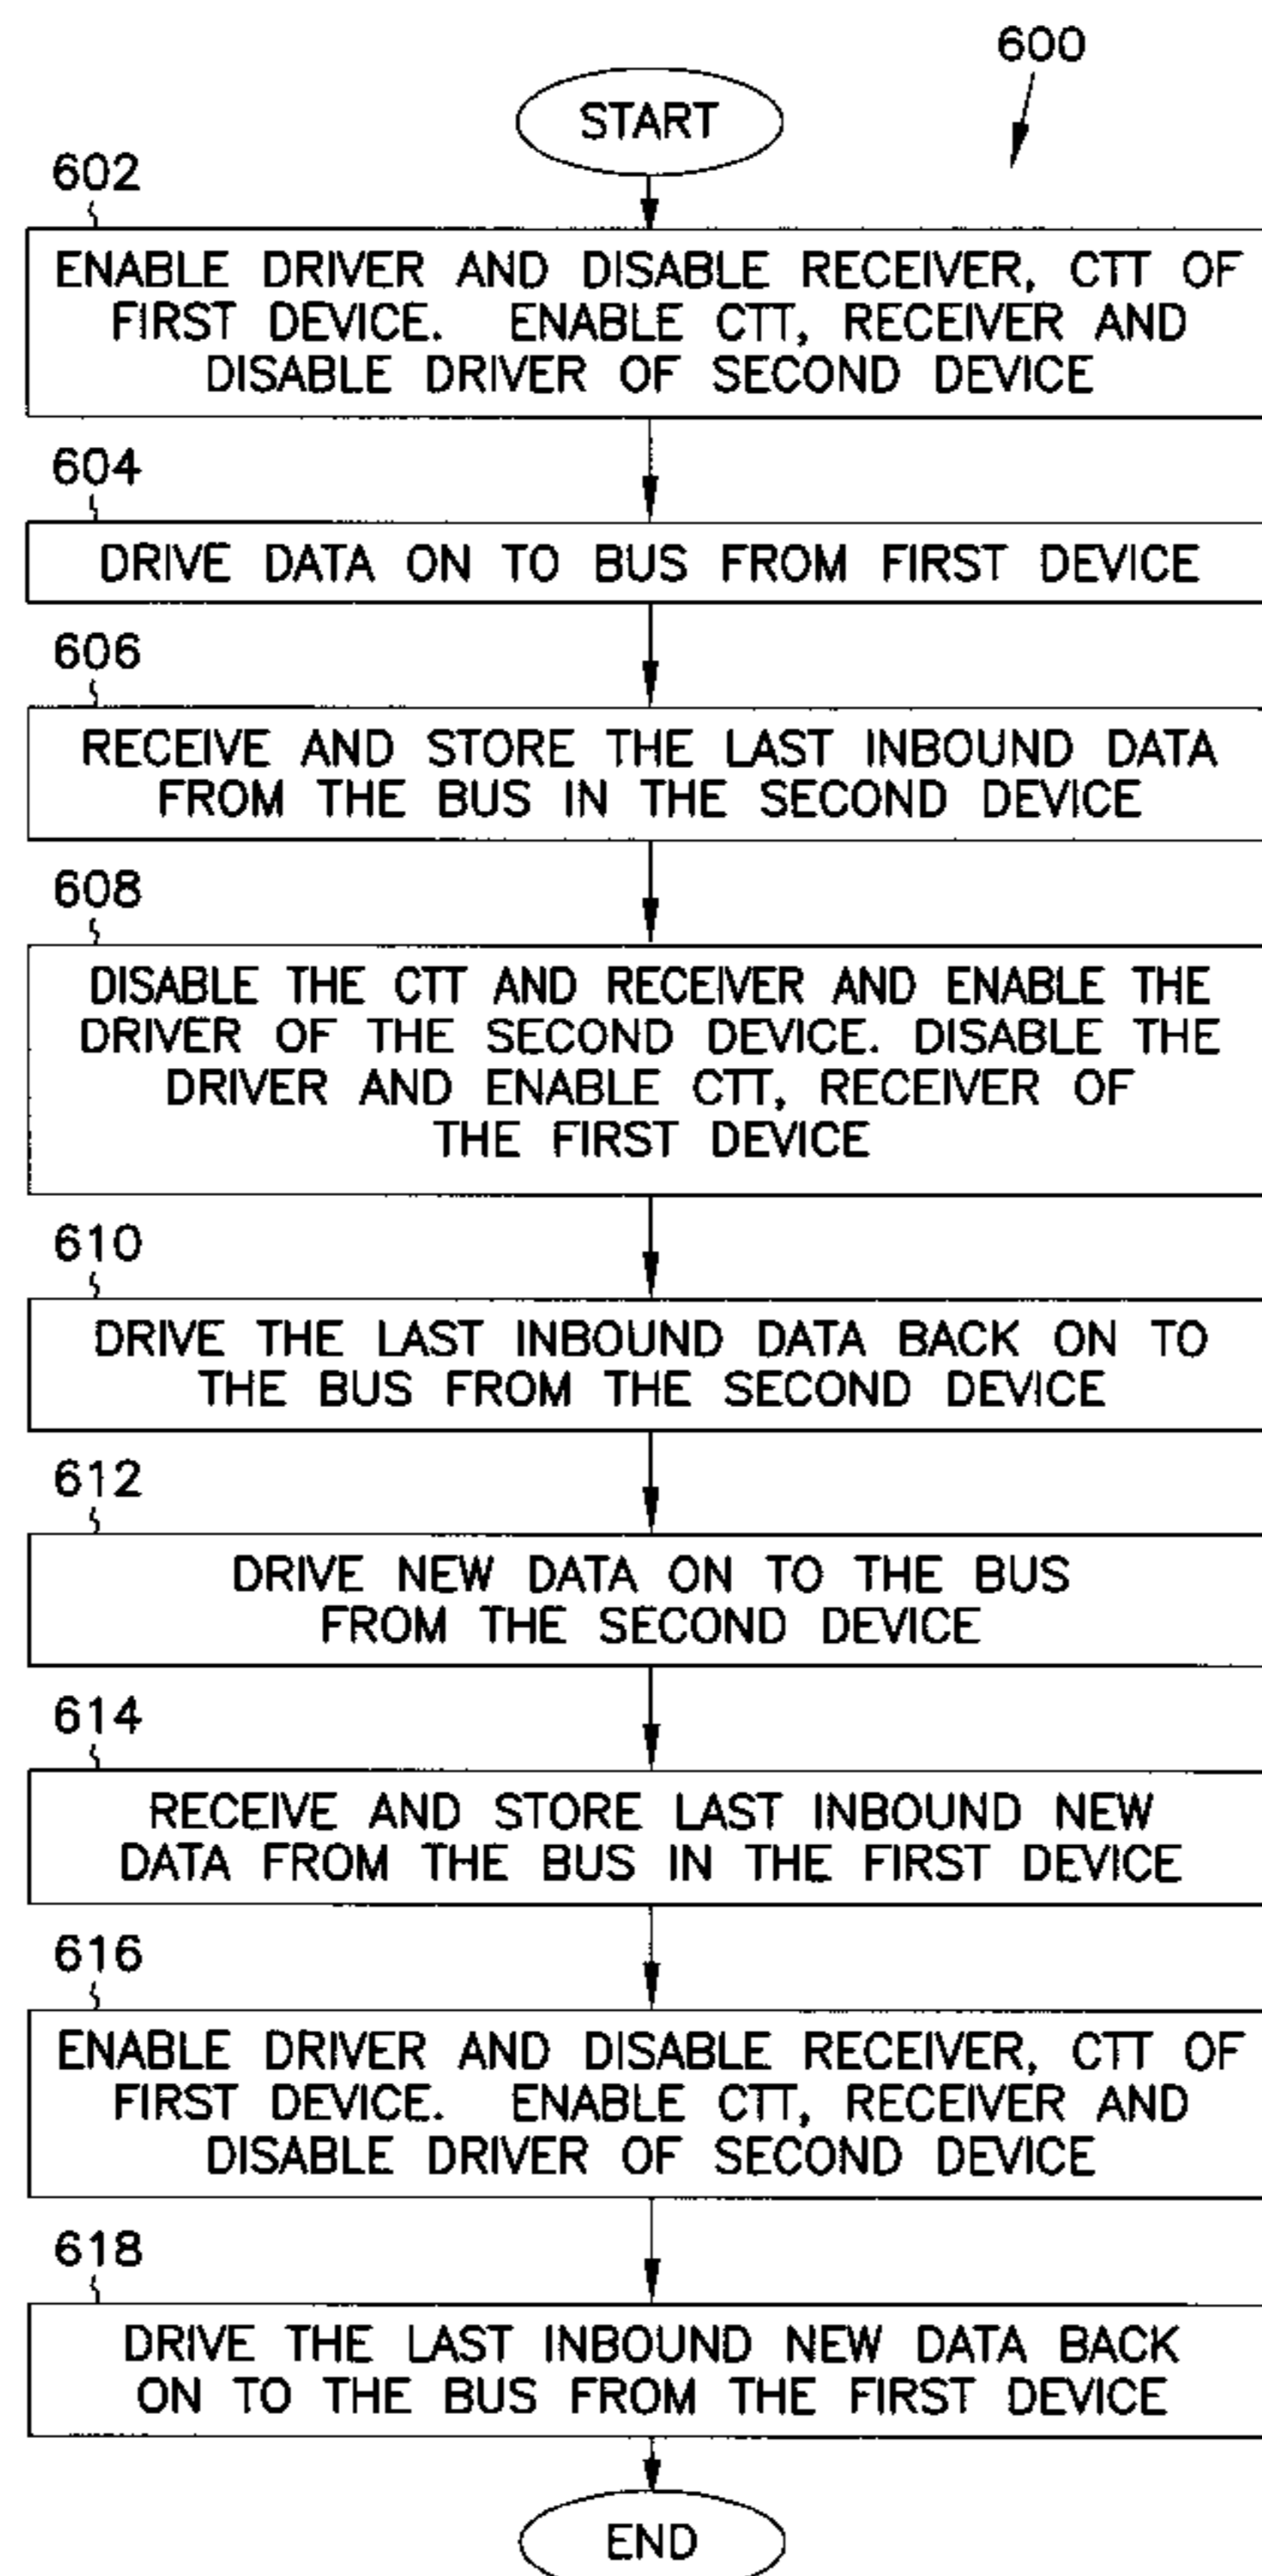 600
START
602
ENABLE DRIVER AND DISABLE RECEIVER, CTT OF
FIRST DEVICE. ENABLE CTT, RECEIVER AND
DISABLE DRIVER OF SECOND DEVICE
604
DRIVE DATA ON TO BUS FROM FIRST DEVICE
606
RECEIVE AND STORE THE LAST INBOUND DATA
FROM THE BUS IN THE SECOND DEVICE
608
DISABLE THE CTT AND RECEIVER AND ENABLE THE
DRIVER OF THE SECOND DEVICE. DISABLE THE
DRIVER AND ENABLE CTT, RECEIVER OF
THE FIRST DEVICE
610
DRIVE THE LAST INBOUND DATA BACK ON TO
THE BUS FROM THE SECOND DEVICE
612
DRIVE NEW DATA ON TO THE BUS
FROM THE SECOND DEVICE
614
RECEIVE AND STORE LAST INBOUND NEW
DATA FROM THE BUS IN THE FIRST DEVICE
616
ENABLE DRIVER AND DISABLE RECEIVER, CTT OF
FIRST DEVICE. ENABLE CTT, RECEIVER AND
DISABLE DRIVER OF SECOND DEVICE
618
DRIVE THE LAST INBOUND NEW DATA BACK
ON TO THE BUS FROM THE FIRST DEVICE
END